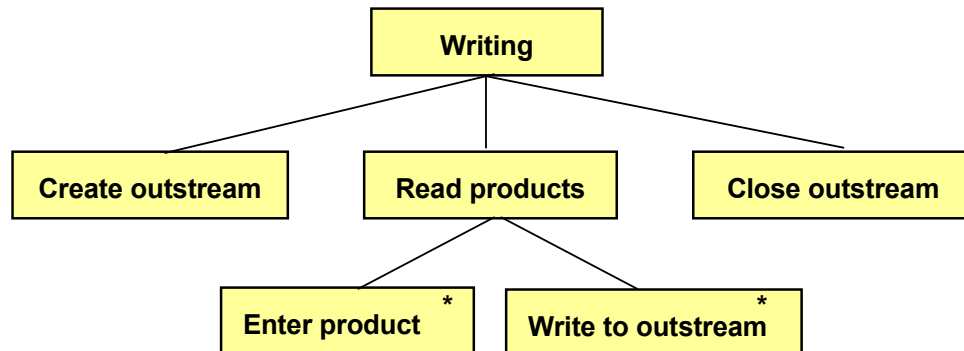 Writing
Create outstream
Read products
Close outstream
Enter product *
Write to outstream *